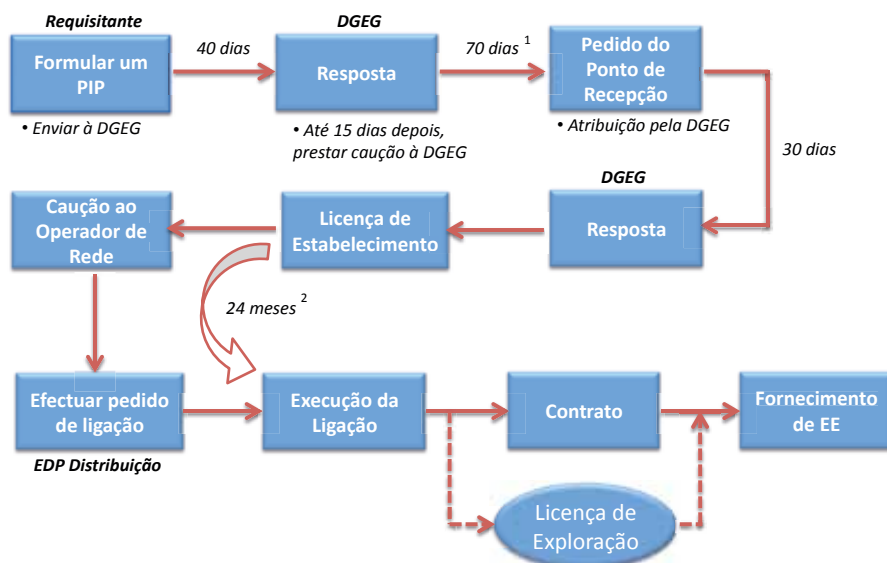 Requisitante
DGEG
Formular um
PIP
40 dias
Resposta
70 dias 1
Pedido do
Ponto de
Recepção
• Enviar à DGEG
• Até 15 dias depois,
prestar caução à DGEG
• Atribuição pela DGEG
30 dias
DGEG
Resposta
Licença de
Estabelecimento
Caução ao
Operador de
Rede
24 meses 2
Efectuar pedido
de ligação
EDP Distribuição
Execução da
Ligação
Contrato
Fornecimento
de EE
Licença de
Exploração